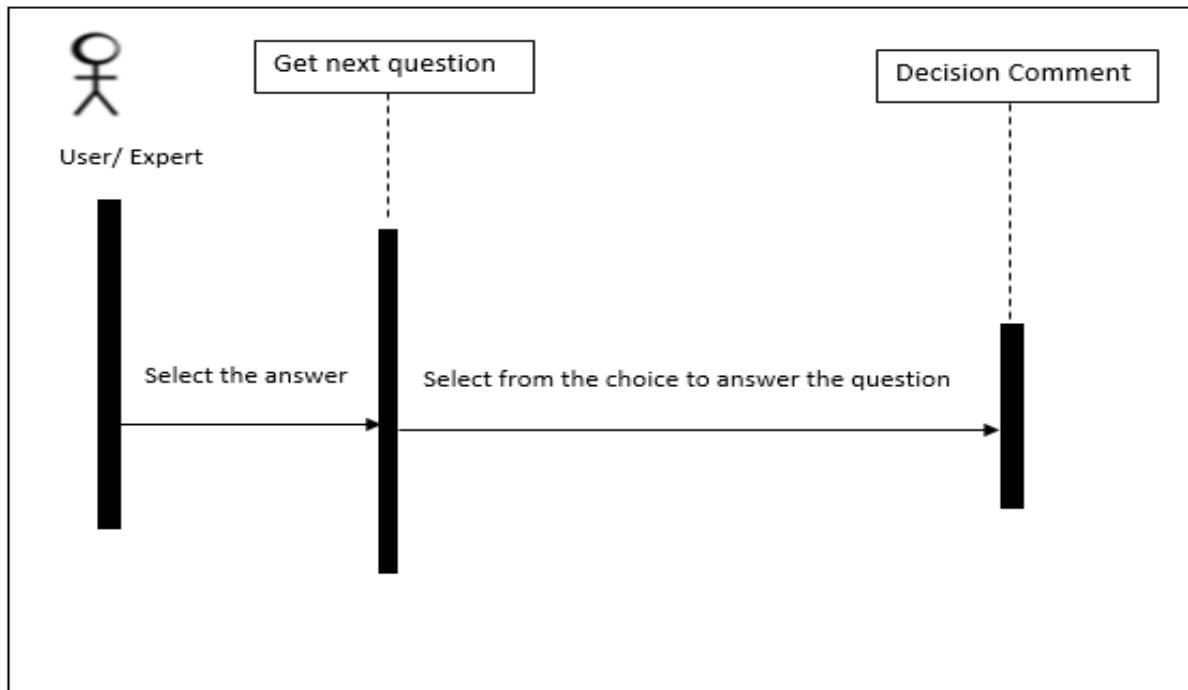 Get next question
Decision Comment
User/ Expert
Select the answer
Select from the choice to answer the question